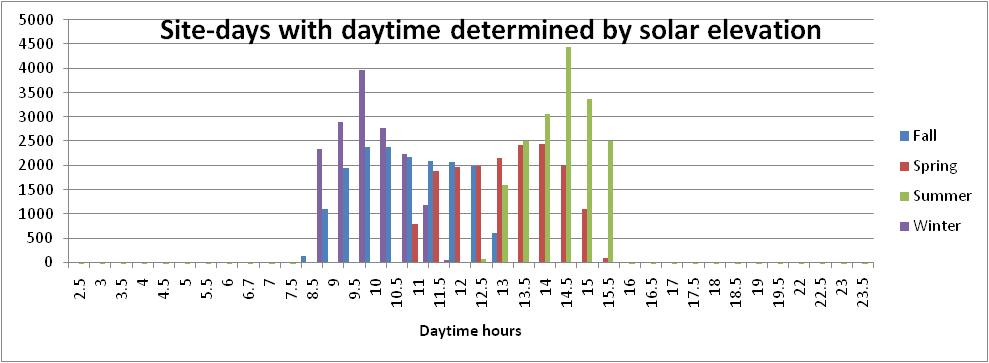 Site-days with daytime determined by solar elevation
5000
4500
4000
3500
3000
2500
2000
1500
1000
500
0
2.5 3 3.5 4 4.5 5 5.5 6 6.7 7 7.5 8.5 9 9.5 10 10.5 11 11.5 12 12.5 13 13.5 14 14.5 15 15.5 16 16.5 17 17.5 18 18.5 19 19.5 22 22.5 23 23.5
Daytime hours
Fall
Spring
Summer
Winter